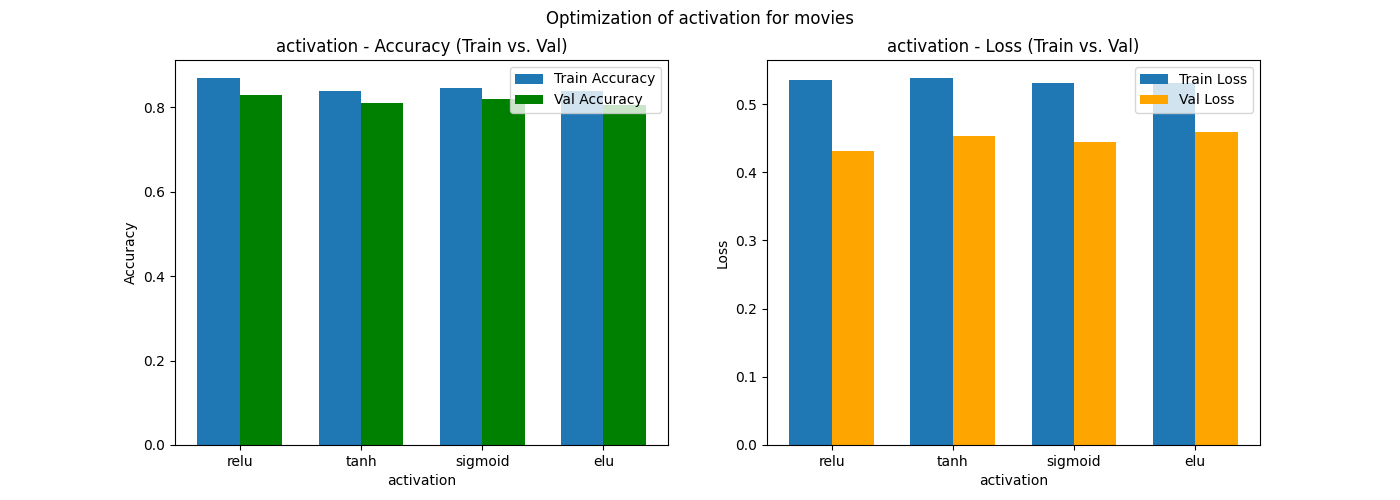 Optimization of activation for movies
activation - Accuracy (Train vs. Val)
Train Accuracy
Val Accuracy
0.8
0.6
0.4
0.2
0.0
Accuracy
relu tanh sigmoid elu
activation
activation - Loss (Train vs. Val)
Train Loss
Val Loss
0.5
0.4
0.3
0.2
0.1
0.0
Loss
relu tanh sigmoid elu
activation